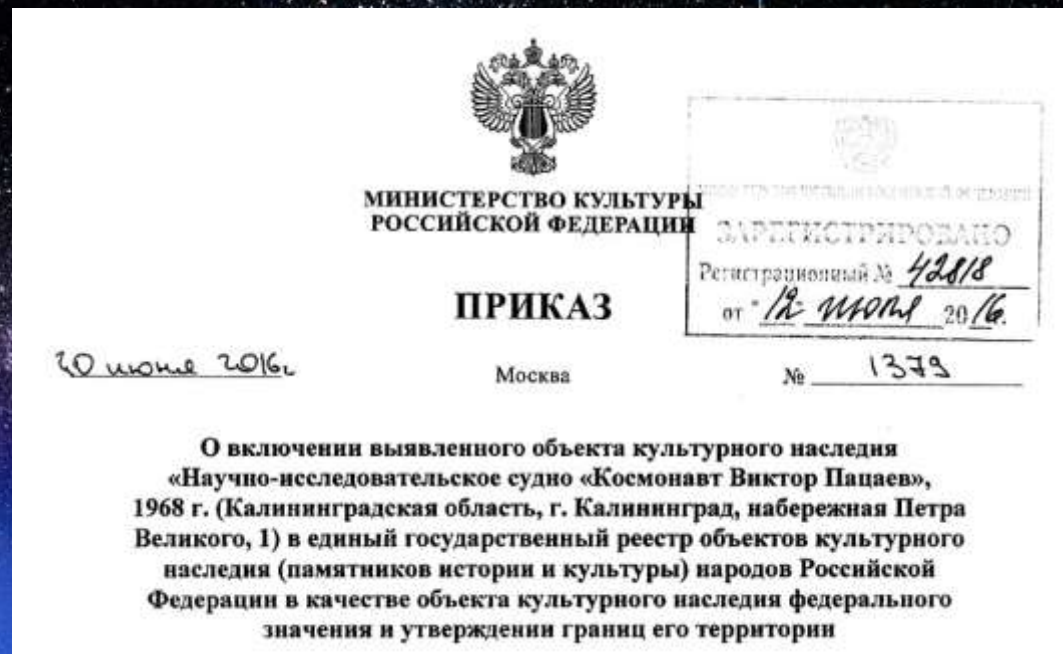 МИНИСТЕРСТВО КУЛЬТУРЫ
РОССИЙСКОЙ ФЕДЕРАЦИИ
ЗАРЕГИСТРИРОВАНО
Регистрационный № 42818
от "12" июля 2016.
ПРИКАЗ
20 июня 2016г
Москва
№ 1379
О включении выявленного объекта культурного наследия
«Научно-исследовательское судно «Космонавт Виктор Пацаев»,
1968 г. (Калининградская область, г. Калининград, набережная Петра
Великого, 1) в единый государственный реестр объектов культурного
наследия (памятников истории и культуры) народов Российской
Федерации в качестве объекта культурного наследия федерального
значения и утверждении границ его территории